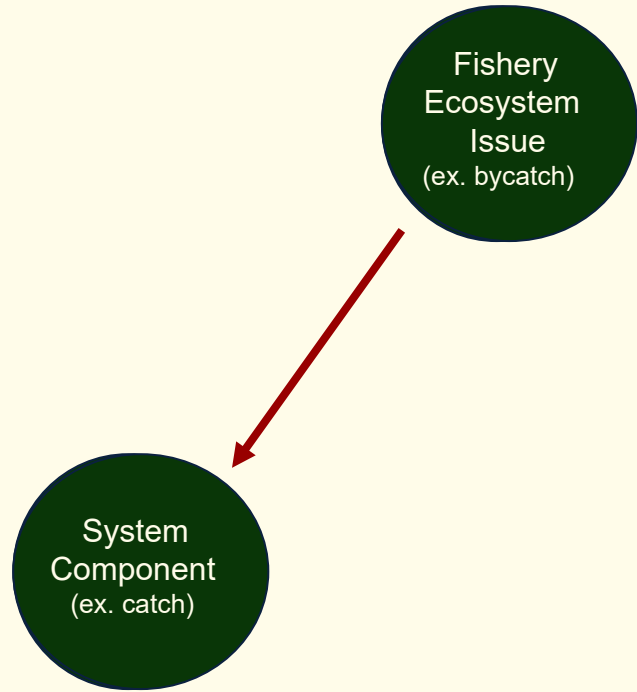 Fishery
Ecosystem
Issue
(ex. bycatch)
System
Component
(ex. catch)